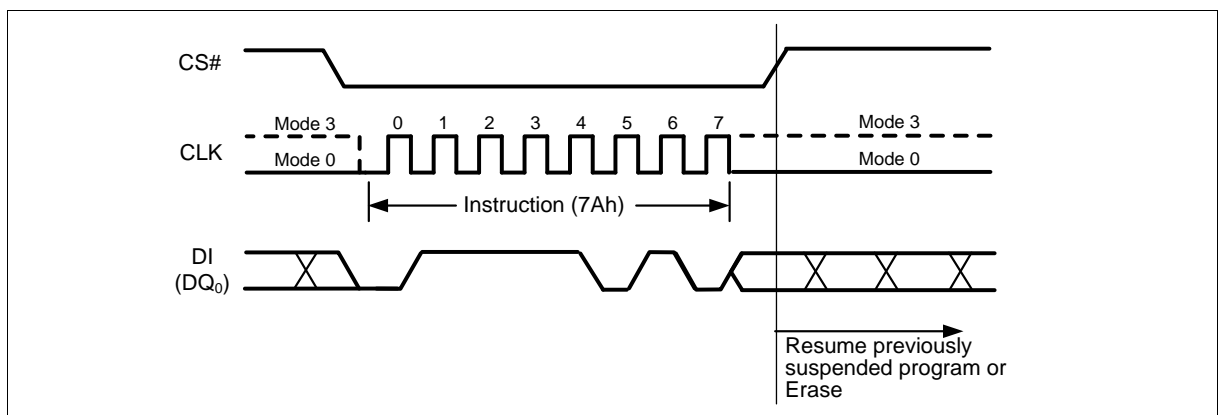 CS#
Mode 3 0 1 2 3 4 5 6 7 Mode 3
CLK
Mode 0 Mode 0
Instruction (7Ah)
DI
(DQ₀)
Resume previously
suspended program or
Erase